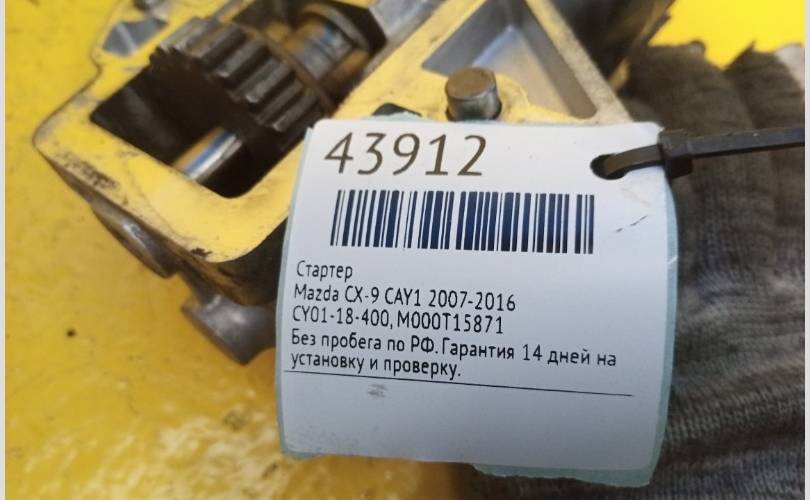 43912
Стартер
Mazda CX-9 CAY1 2007-2016
CY01-18-400, M000T15871
Без пробега по РФ. Гарантия 14 дней на
установку и проверку.